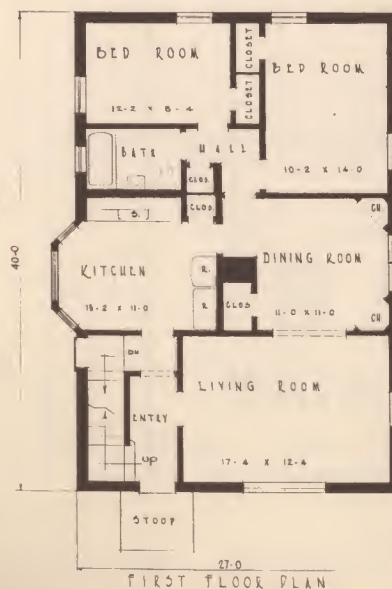 BED ROOM
12-2 X 8-4
CLOSET
CLOSET
BED ROOM
10-2 X 14-0
BATH
HALL
CLOS.
CLOS.
S.
CH.
KITCHEN
13-2 X 11-0
R.
R.
DINING ROOM
11-0 X 11-0
CLOS
CH.
40-0
DN
LIVING ROOM
17-4 X 12-4
ENTRY
UP
STOOP
27-0
FIRST FLOOR PLAN